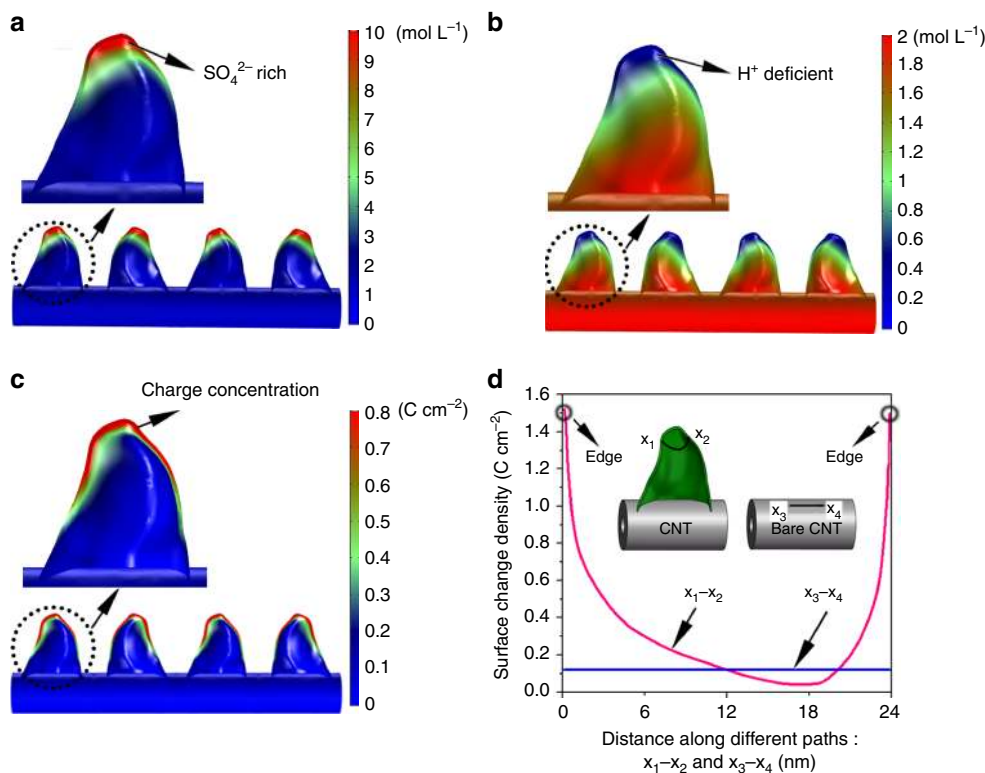 a
10 (mol L⁻¹)
9
8
7
6
5
4
3
2
1
0
SO₄²⁻ rich
b
2 (mol L⁻¹)
1.8
1.6
1.4
1.2
1
0.8
0.6
0.4
0.2
0
H⁺ deficient
c
Charge concentration
0.8 (C cm⁻²)
0.7
0.6
0.5
0.4
0.3
0.2
0.1
0
d
Surface change density (C cm⁻²)
1.6
1.4
1.2
1.0
0.8
0.6
0.4
0.2
0.0
Edge
Edge
x₁
x₂
CNT
x₃
x₄
Bare CNT
x₁–x₂
x₃–x₄
0
6
12
18
24
Distance along different paths :
x₁–x₂ and x₃–x₄ (nm)